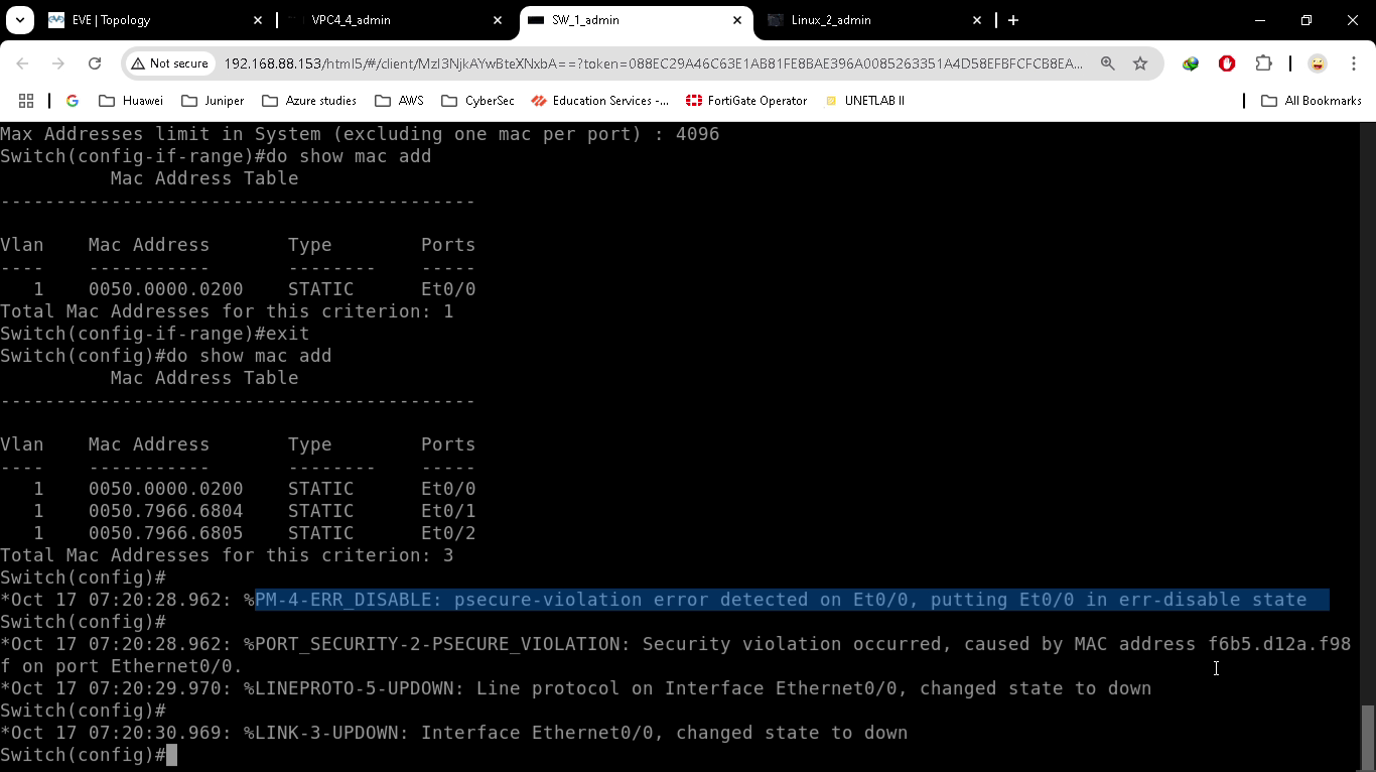 EVE | Topology
VPC4_4_admin
SW_1_admin
Linux_2_admin
Not secure
192.168.88.153/html5/#/client/MzI3NjkAYwBteXNxbA==?token=088EC29A46C63E1AB81FE8BAE396A0085263351A4D58EFBFCFCB8EA...
Huawei
Juniper
Azure studies
AWS
CyberSec
Education Services -...
FortiGate Operator
UNETLAB II
All Bookmarks
Max Addresses limit in System (excluding one mac per port) : 4096
Switch(config-if-range)#do show mac add
Mac Address Table
-------------------------------------------
Vlan    Mac Address       Type        Ports
----    -----------       --------    -----
   1    0050.0000.0200    STATIC      Et0/0
Total Mac Addresses for this criterion: 1
Switch(config-if-range)#exit
Switch(config)#do show mac add
Mac Address Table
-------------------------------------------
Vlan    Mac Address       Type        Ports
----    -----------       --------    -----
   1    0050.0000.0200    STATIC      Et0/0
   1    0050.7966.6804    STATIC      Et0/1
   1    0050.7966.6805    STATIC      Et0/2
Total Mac Addresses for this criterion: 3
Switch(config)#
*Oct 17 07:20:28.962: %PM-4-ERR_DISABLE: psecure-violation error detected on Et0/0, putting Et0/0 in err-disable state
Switch(config)#
*Oct 17 07:20:28.962: %PORT_SECURITY-2-PSECURE_VIOLATION: Security violation occurred, caused by MAC address f6b5.d12a.f98
f on port Ethernet0/0.
*Oct 17 07:20:29.970: %LINEPROTO-5-UPDOWN: Line protocol on Interface Ethernet0/0, changed state to down
Switch(config)#
*Oct 17 07:20:30.969: %LINK-3-UPDOWN: Interface Ethernet0/0, changed state to down
Switch(config)#